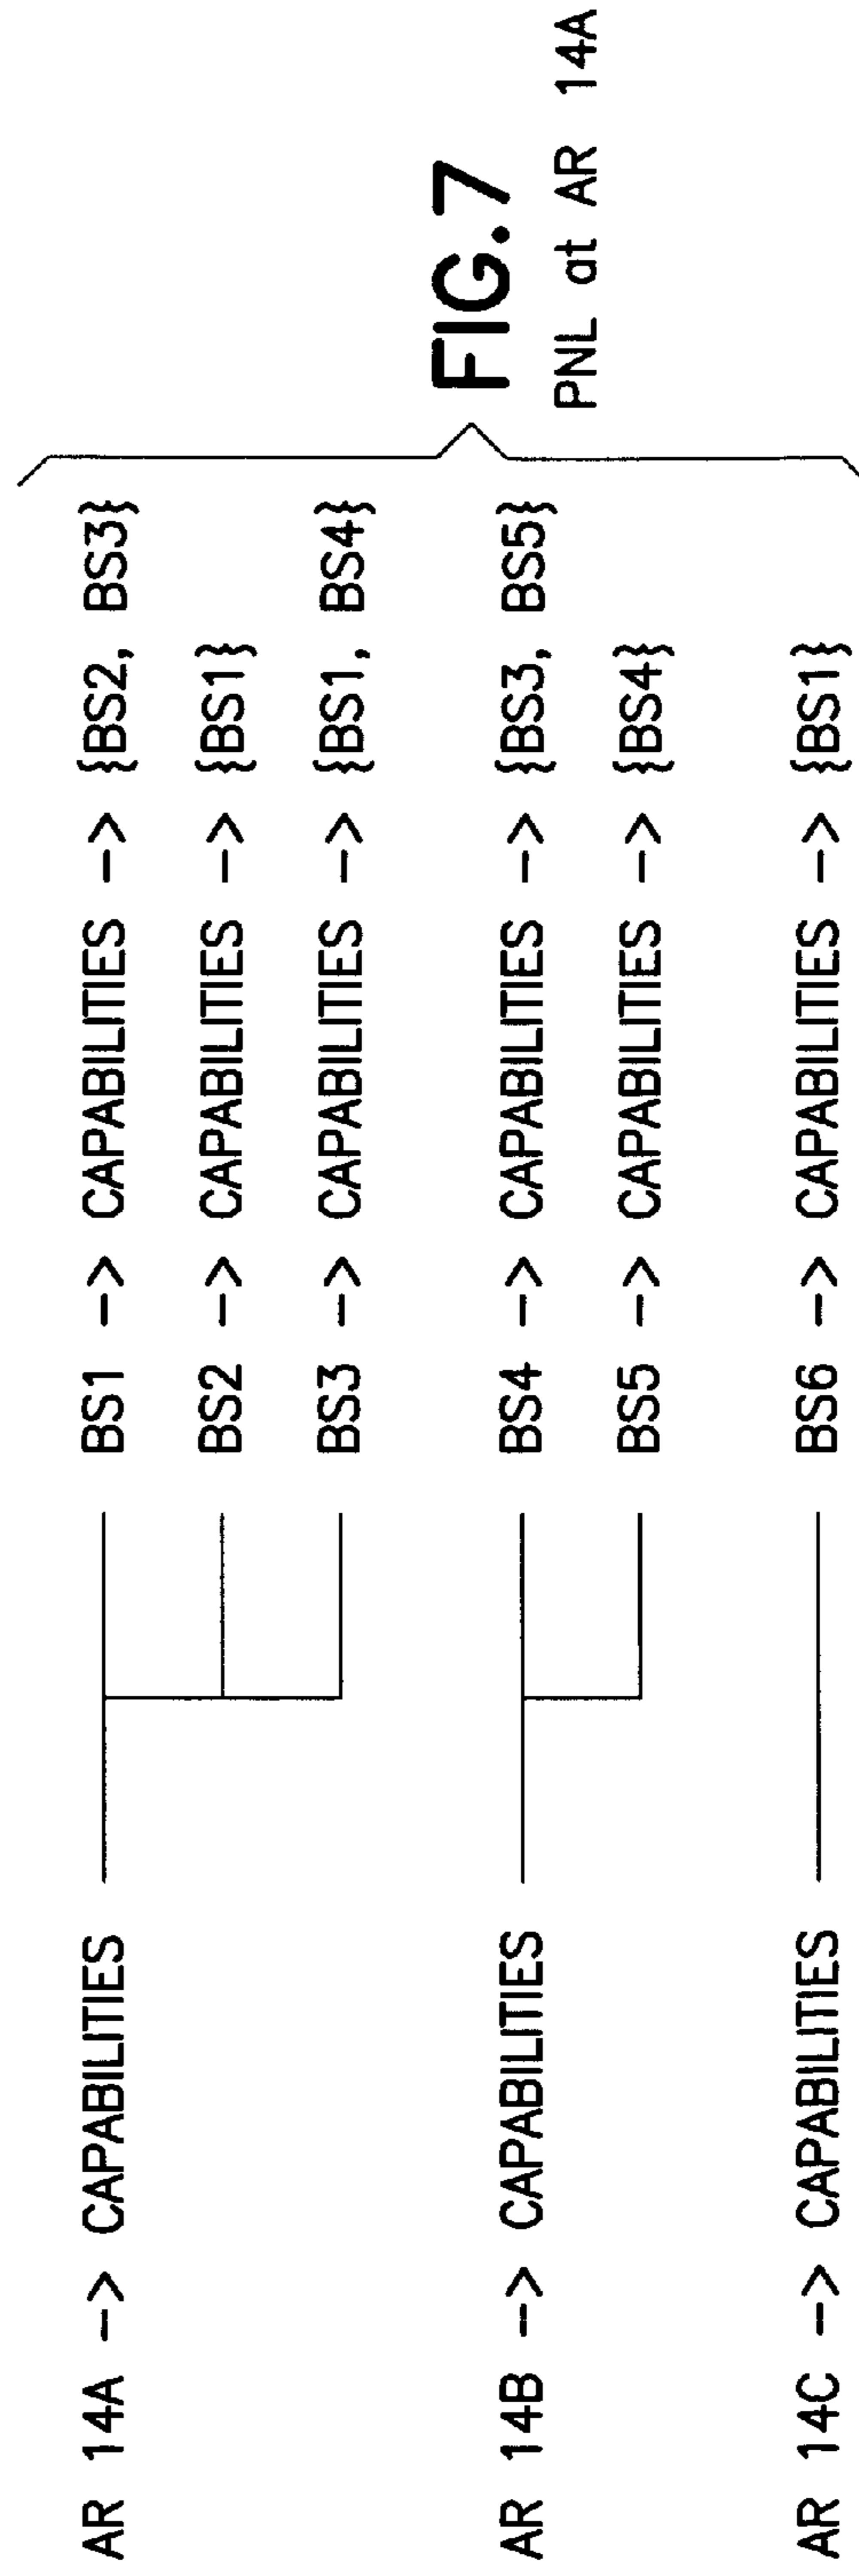 AR 14A -> CAPABILITIES BS1 -> CAPABILITIES -> {BS2, BS3}
BS2 -> CAPABILITIES -> {BS1}
BS3 -> CAPABILITIES -> {BS1, BS4}
AR 14B -> CAPABILITIES BS4 -> CAPABILITIES -> {BS3, BS5}
BS5 -> CAPABILITIES -> {BS4}
AR 14C -> CAPABILITIES BS6 -> CAPABILITIES -> {BS1}
FIG.7
PNL at AR 14A